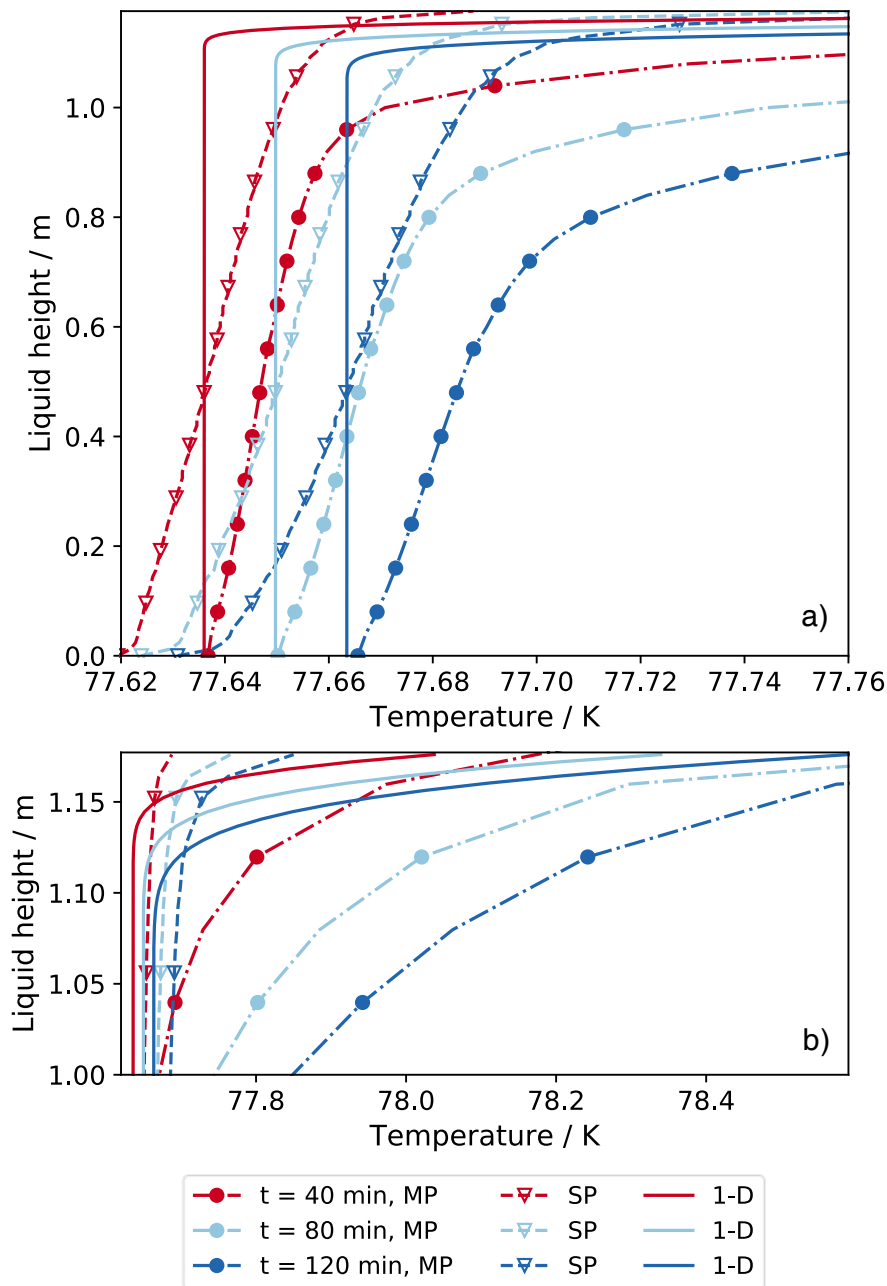 1.0
0.8
0.6
0.4
0.2
0.0
Liquid height / m
a)
77.62 77.64 77.66 77.68 77.70 77.72 77.74 77.76
Temperature / K
1.15
1.10
1.05
1.00
Liquid height / m
b)
77.8 78.0 78.2 78.4
Temperature / K
t = 40 min, MP SP 1-D
t = 80 min, MP SP 1-D
t = 120 min, MP SP 1-D